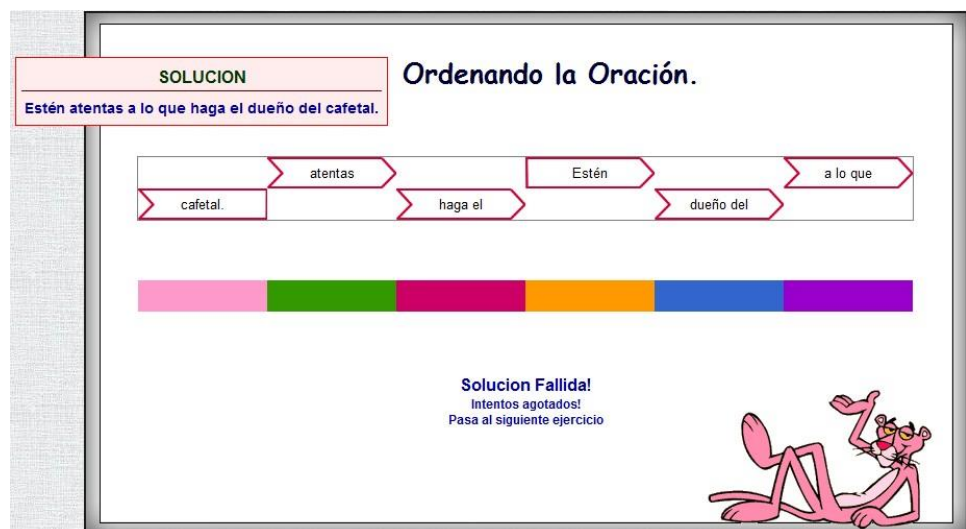 SOLUCION
Estén atentas a lo que haga el dueño del cafetal.
Ordenando la Oración.
atentas
Estén
a lo que
cafetal.
haga el
dueño del
Solucion Fallida!
Intentos agotados!
Pasa al siguiente ejercicio